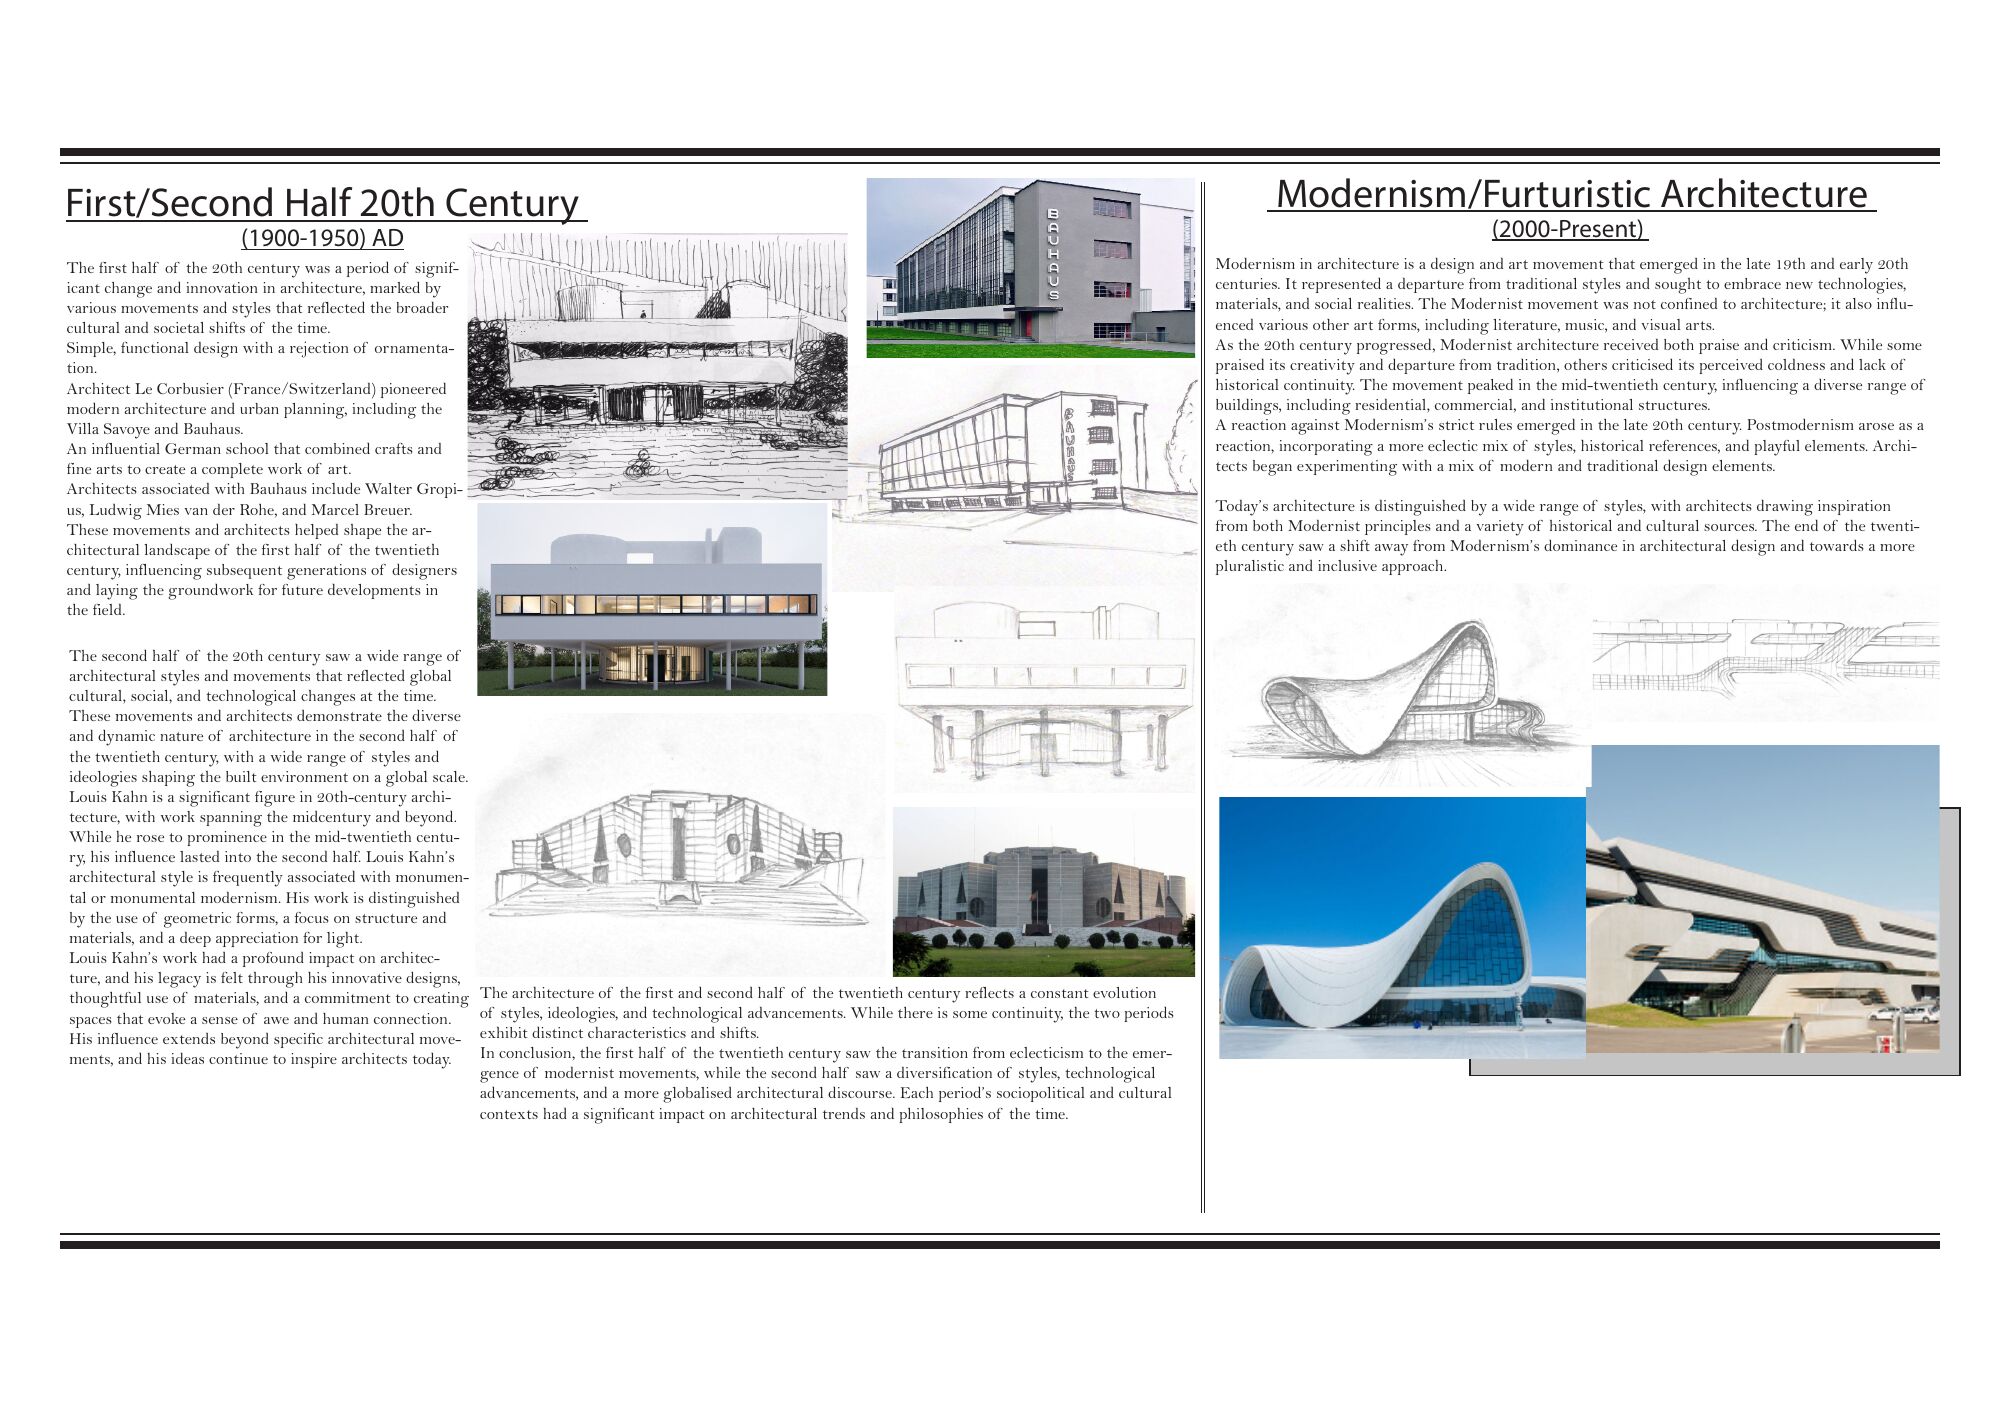 First/Second Half 20th Century
(1900-1950) AD
The first half of the 20th century was a period of signif-
icant change and innovation in architecture, marked by
various movements and styles that reflected the broader
cultural and societal shifts of the time.
Simple, functional design with a rejection of ornamenta-
tion.
Architect Le Corbusier (France/Switzerland) pioneered
modern architecture and urban planning, including the
Villa Savoye and Bauhaus.
An influential German school that combined crafts and
fine arts to create a complete work of art.
Architects associated with Bauhaus include Walter Gropi-
us, Ludwig Mies van der Rohe, and Marcel Breuer.
These movements and architects helped shape the ar-
chitectural landscape of the first half of the twentieth
century, influencing subsequent generations of designers
and laying the groundwork for future developments in
the field.
The second half of the 20th century saw a wide range of
architectural styles and movements that reflected global
cultural, social, and technological changes at the time.
These movements and architects demonstrate the diverse
and dynamic nature of architecture in the second half of
the twentieth century, with a wide range of styles and
ideologies shaping the built environment on a global scale.
Louis Kahn is a significant figure in 20th-century archi-
tecture, with work spanning the midcentury and beyond.
While he rose to prominence in the mid-twentieth centu-
ry, his influence lasted into the second half. Louis Kahn's
architectural style is frequently associated with monumen-
tal or monumental modernism. His work is distinguished
by the use of geometric forms, a focus on structure and
materials, and a deep appreciation for light.
Louis Kahn's work had a profound impact on architec-
ture, and his legacy is felt through his innovative designs,
thoughtful use of materials, and a commitment to creating
spaces that evoke a sense of awe and human connection.
His influence extends beyond specific architectural move-
ments, and his ideas continue to inspire architects today.
BAUHAUS
BAUHAUS
The architecture of the first and second half of the twentieth century reflects a constant evolution
of styles, ideologies, and technological advancements. While there is some continuity, the two periods
exhibit distinct characteristics and shifts.
In conclusion, the first half of the twentieth century saw the transition from eclecticism to the emer-
gence of modernist movements, while the second half saw a diversification of styles, technological
advancements, and a more globalised architectural discourse. Each period's sociopolitical and cultural
contexts had a significant impact on architectural trends and philosophies of the time.
Modernism/Furturistic Architecture
(2000-Present)
Modernism in architecture is a design and art movement that emerged in the late 19th and early 20th
centuries. It represented a departure from traditional styles and sought to embrace new technologies,
materials, and social realities. The Modernist movement was not confined to architecture; it also influ-
enced various other art forms, including literature, music, and visual arts.
As the 20th century progressed, Modernist architecture received both praise and criticism. While some
praised its creativity and departure from tradition, others criticised its perceived coldness and lack of
historical continuity. The movement peaked in the mid-twentieth century, influencing a diverse range of
buildings, including residential, commercial, and institutional structures.
A reaction against Modernism's strict rules emerged in the late 20th century. Postmodernism arose as a
reaction, incorporating a more eclectic mix of styles, historical references, and playful elements. Archi-
tects began experimenting with a mix of modern and traditional design elements.
Today's architecture is distinguished by a wide range of styles, with architects drawing inspiration
from both Modernist principles and a variety of historical and cultural sources. The end of the twenti-
eth century saw a shift away from Modernism's dominance in architectural design and towards a more
pluralistic and inclusive approach.